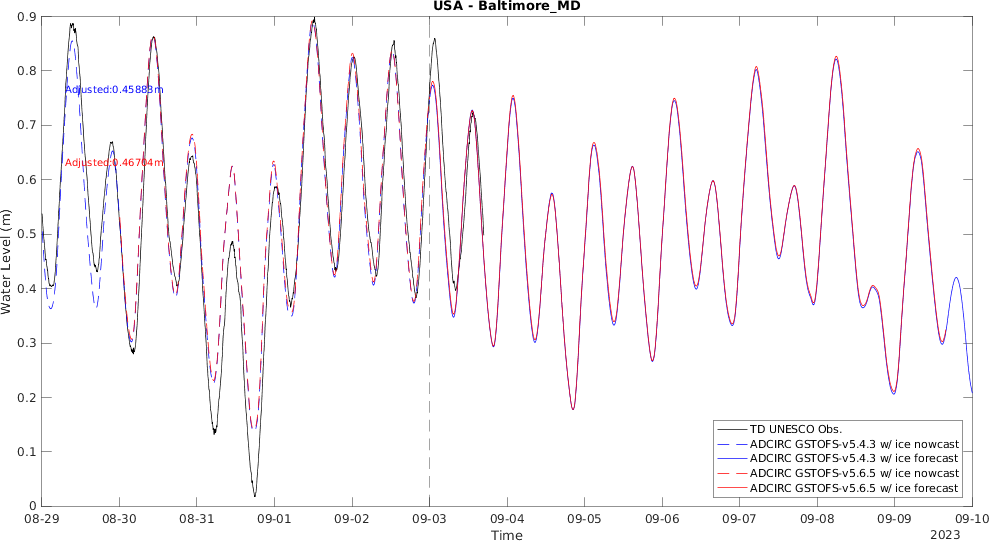 USA - Baltimore_MD
0.9
0.8
0.7
0.6
0.5
0.4
0.3
0.2
0.1
0
Water Level (m)
Adjusted:0.45883m
Adjusted:0.46704m
TD UNESCO Obs.
ADCIRC GSTOFS-v5.4.3 w/ ice nowcast
ADCIRC GSTOFS-v5.4.3 w/ ice forecast
ADCIRC GSTOFS-v5.6.5 w/ ice nowcast
ADCIRC GSTOFS-v5.6.5 w/ ice forecast
08-29 08-30 08-31 09-01 09-02 09-03 09-04 09-05 09-06 09-07 09-08 09-09 09-10
Time
2023